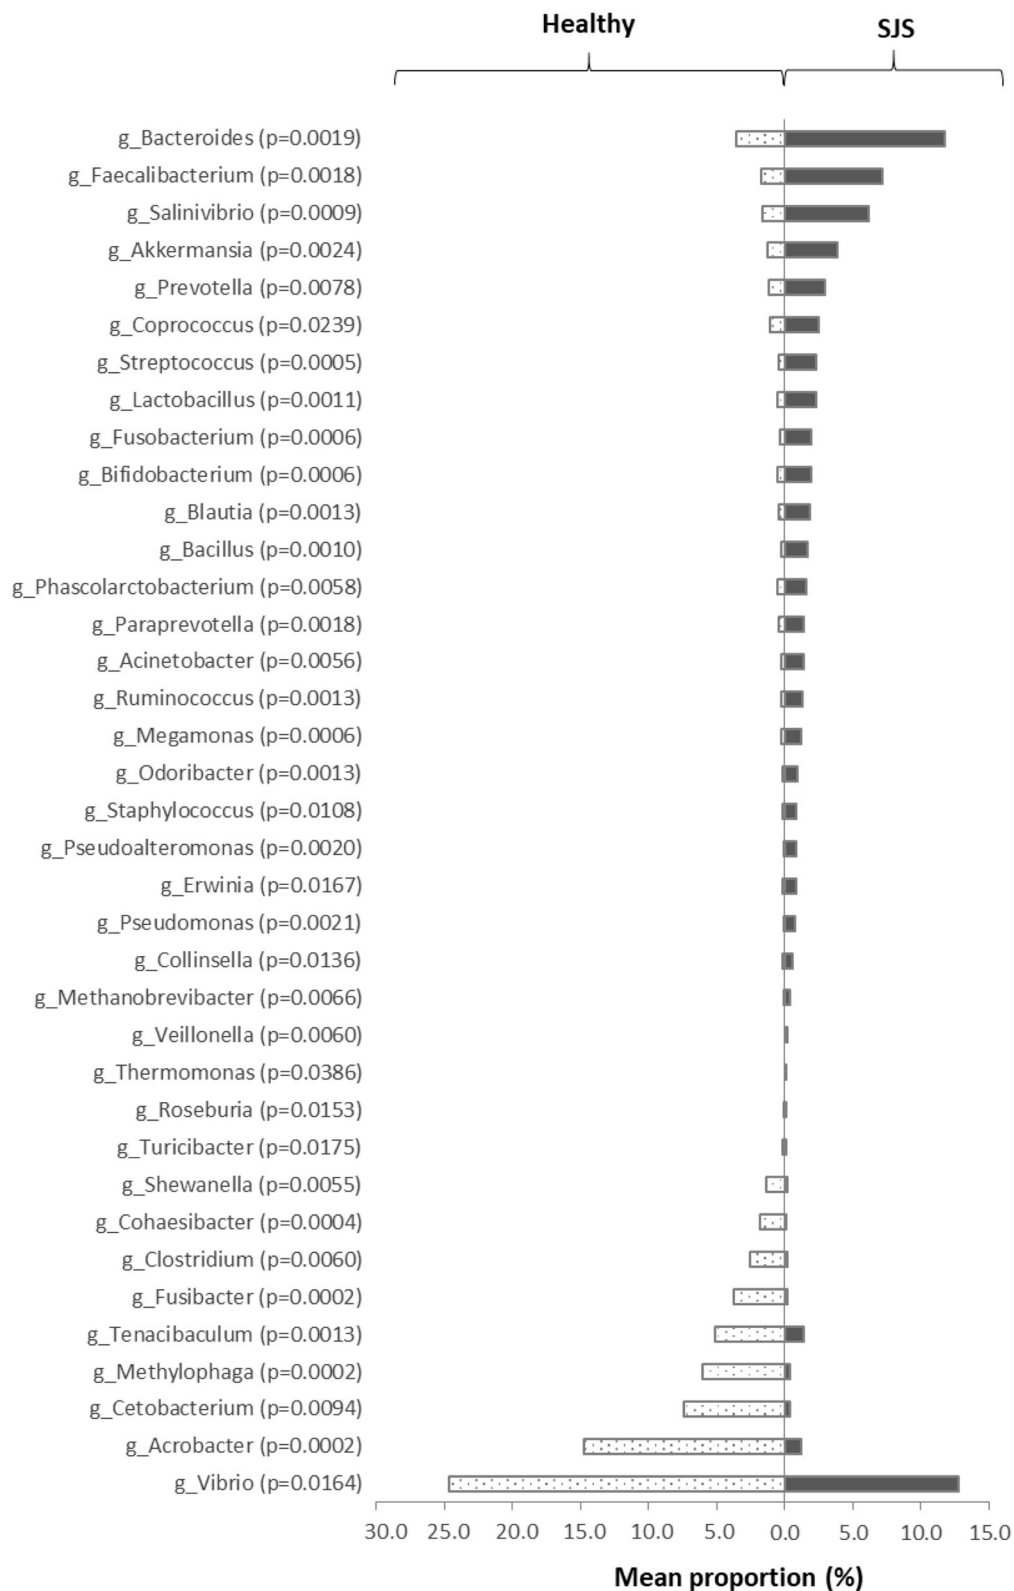 Healthy SJS
g_Bacteroides (p=0.0019)
g_Faecalibacterium (p=0.0018)
g_Salinivibrio (p=0.0009)
g_Akkermansia (p=0.0024)
g_Prevotella (p=0.0078)
g_Coprococcus (p=0.0239)
g_Streptococcus (p=0.0005)
g_Lactobacillus (p=0.0011)
g_Fusobacterium (p=0.0006)
g_Bifidobacterium (p=0.0006)
g_Blautia (p=0.0013)
g_Bacillus (p=0.0010)
g_Phascolarctobacterium (p=0.0058)
g_Paraprevotella (p=0.0018)
g_Acinetobacter (p=0.0056)
g_Ruminococcus (p=0.0013)
g_Megamonas (p=0.0006)
g_Odoribacter (p=0.0013)
g_Staphylococcus (p=0.0108)
g_Pseudoalteromonas (p=0.0020)
g_Erwinia (p=0.0167)
g_Pseudomonas (p=0.0021)
g_Collinsella (p=0.0136)
g_Methanobrevibacter (p=0.0066)
g_Veillonella (p=0.0060)
g_Thermomonas (p=0.0386)
g_Roseburia (p=0.0153)
g_Turicibacter (p=0.0175)
g_Shewanella (p=0.0055)
g_Cohaesibacter (p=0.0004)
g_Clostridium (p=0.0060)
g_Fusibacter (p=0.0002)
g_Tenacibaculum (p=0.0013)
g_Methylophaga (p=0.0002)
g_Cetobacterium (p=0.0094)
g_Acrobacter (p=0.0002)
g_Vibrio (p=0.0164)
30.0 25.0 20.0 15.0 10.0 5.0 0.0 5.0 10.0 15.0
Mean proportion (%)